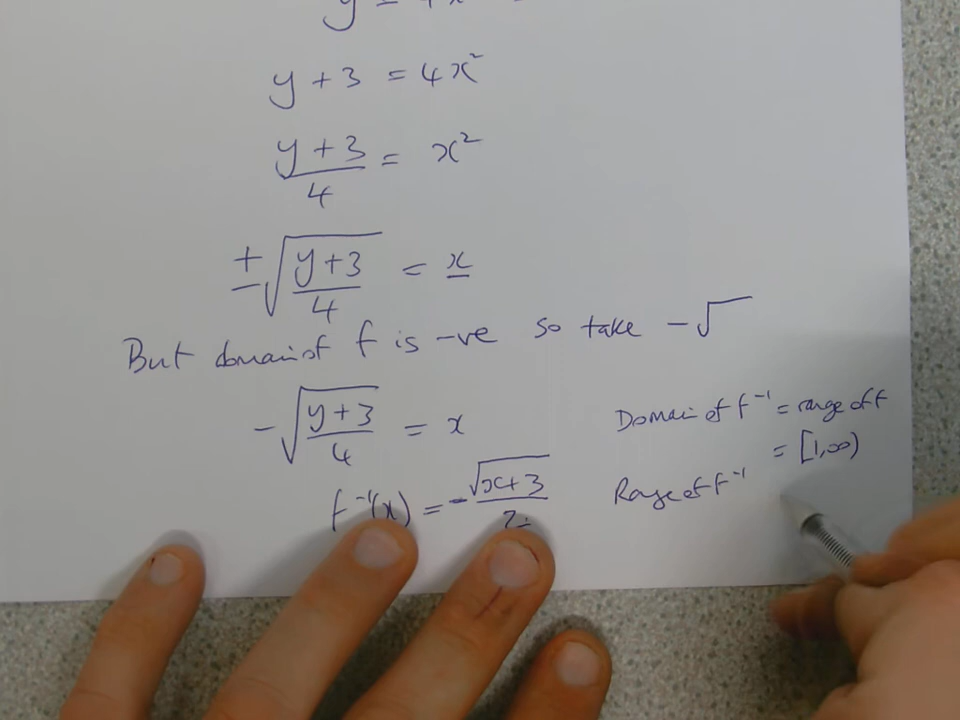 y = 4x
y + 3 = 4x²
y + 3 / 4 = x²
± √(y + 3 / 4) = x
But domain of f is -ve so take -√
- √(y + 3 / 4) = x
Domain of f⁻¹ = range of f
= [1,∞)
f⁻¹(x) = - √(x + 3) / 2
Range of f⁻¹